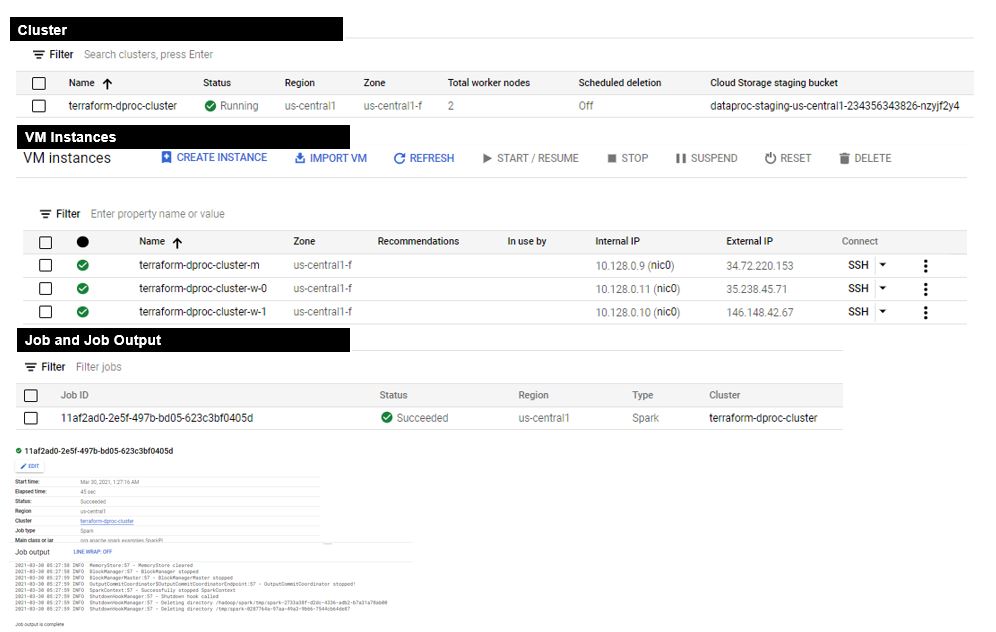 Cluster
Filter Search clusters, press Enter
Name Status Region Zone Total worker nodes Scheduled deletion Cloud Storage staging bucket
terraform-dproc-cluster Running us-central1 us-central1-f 2 Off dataproc-staging-us-central1-234356343826-nzyjf2y4
VM Instances
VM instances CREATE INSTANCE IMPORT VM REFRESH START / RESUME STOP SUSPEND RESET DELETE
Filter Enter property name or value
Name Zone Recommendations In use by Internal IP External IP Connect
terraform-dproc-cluster-m us-central1-f 10.128.0.9 (nic0) 34.72.220.153 SSH
terraform-dproc-cluster-w-0 us-central1-f 10.128.0.11 (nic0) 35.238.45.71 SSH
terraform-dproc-cluster-w-1 us-central1-f 10.128.0.10 (nic0) 146.148.42.67 SSH
Job and Job Output
Filter Filter jobs
Job ID Status Region Type Cluster
11af2ad0-2e5f-497b-bd05-623c3bf0405d Succeeded us-central1 Spark terraform-dproc-cluster
11af2ad0-2e5f-497b-bd05-623c3bf0405d
EDIT
Start time: Mar 30, 2021, 1:27:16 AM
Elapsed time: 45 sec
Status: Succeeded
Region us-central1
Cluster terraform-dproc-cluster
Job type Spark
Main class or jar org.apache.spark.examples.SparkPi
Job output LINE WRAP: OFF
2021-03-30 05:27:58 INFO MemoryStore:57 - MemoryStore cleared
2021-03-30 05:27:58 INFO BlockManager:57 - BlockManager stopped
2021-03-30 05:27:59 INFO BlockManagerMaster:57 - BlockManagerMaster stopped
2021-03-30 05:27:59 INFO OutputCommitCoordinator$OutputCommitCoordinatorEndpoint:57 - OutputCommitCoordinator stopped!
2021-03-30 05:27:59 INFO SparkContext:57 - Successfully stopped SparkContext
2021-03-30 05:27:59 INFO ShutdownHookManager:57 - Shutdown hook called
2021-03-30 05:27:59 INFO ShutdownHookManager:57 - Deleting directory
2021-03-30 05:27:59 INFO ShutdownHookManager:57 - Deleting directory
Job output is complete